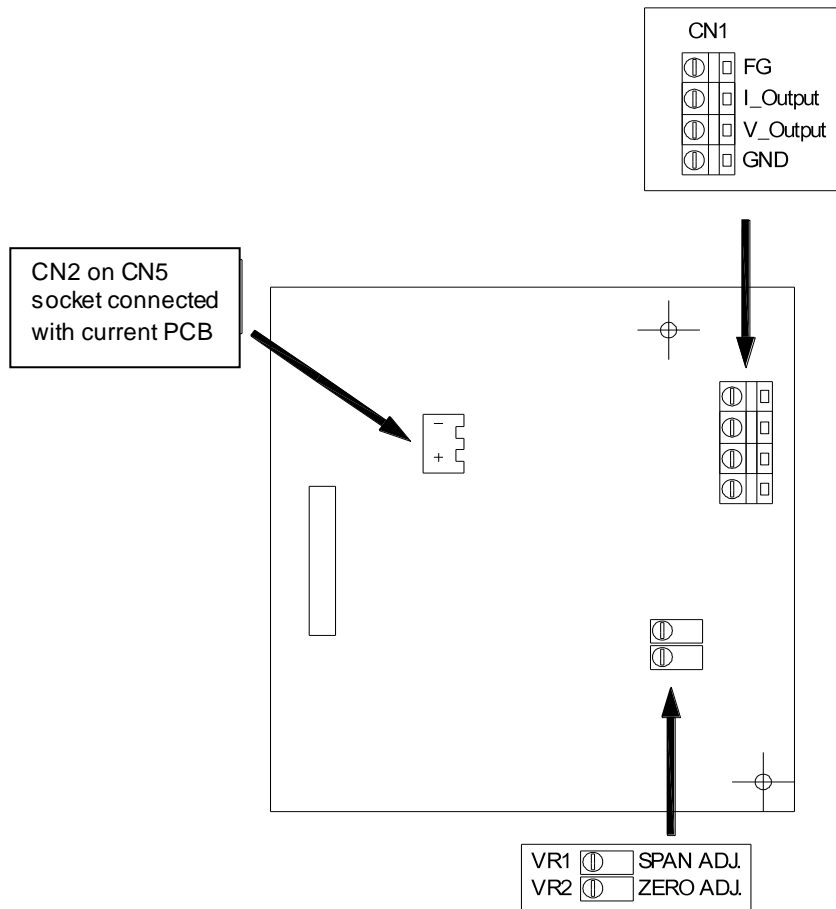 CN1
FG
I_Output
V_Output
GND
CN2 on CN5
socket connected
with current PCB
−
+
VR1 SPAN ADJ.
VR2 ZERO ADJ.